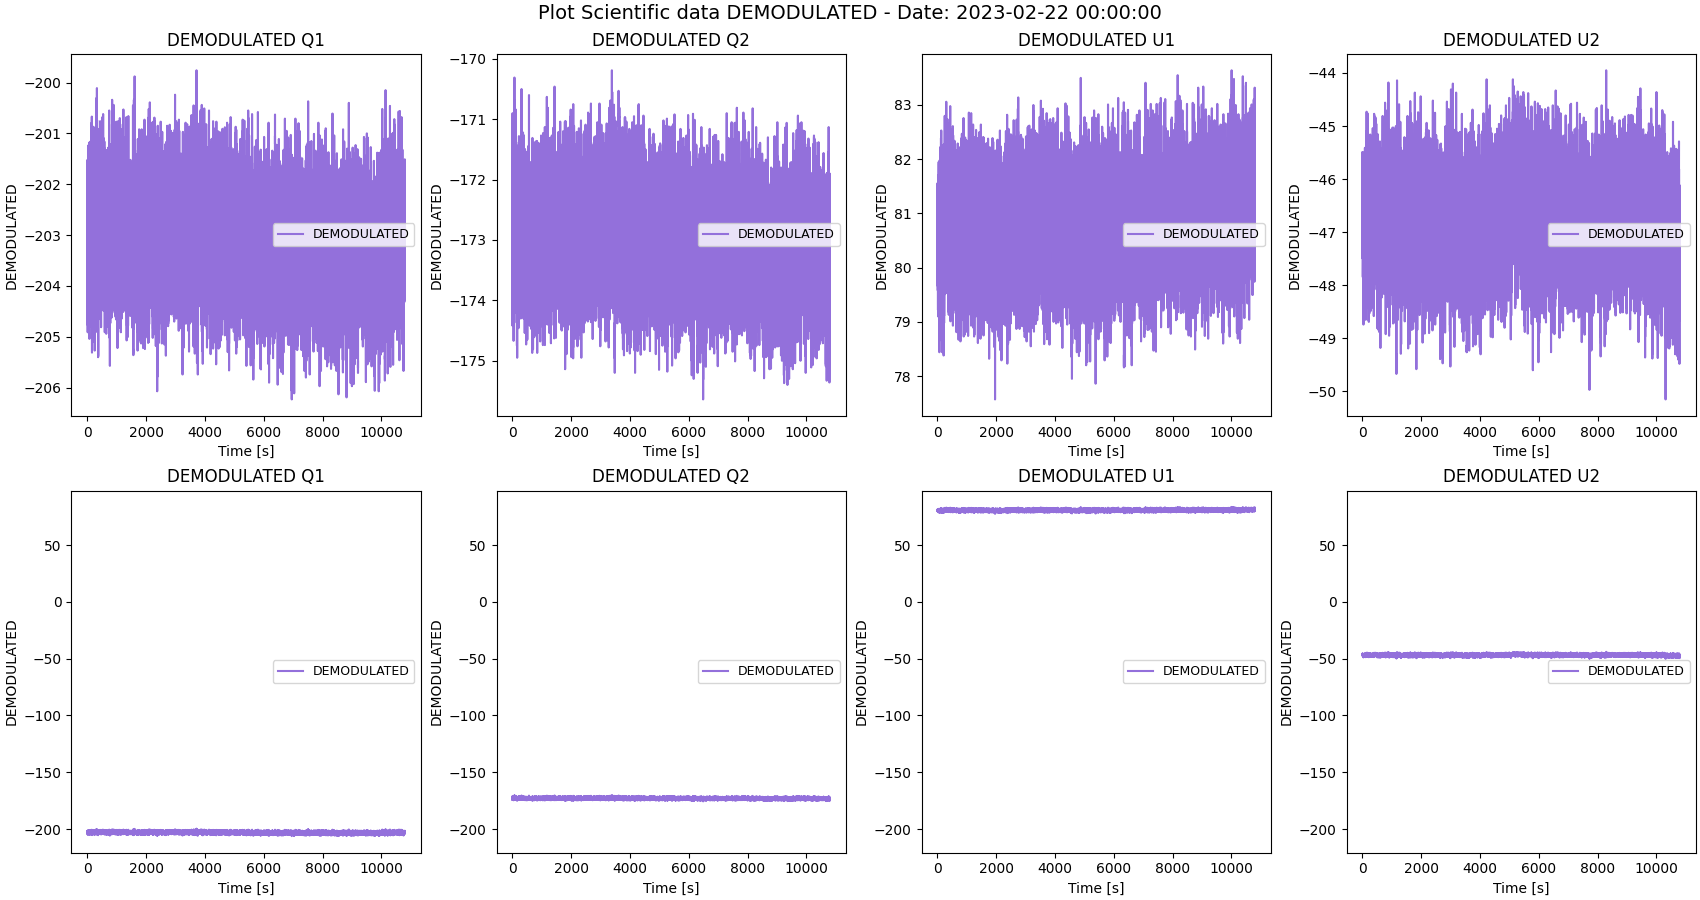 Plot Scientific data DEMODULATED - Date: 2023-02-22 00:00:00
DEMODULATED Q1
DEMODULATED
−200
−201
−202
−203
−204
−205
−206
DEMODULATED
0 2000 4000 6000 8000 10000
Time [s]
DEMODULATED Q2
DEMODULATED
−170
−171
−172
−173
−174
−175
DEMODULATED
0 2000 4000 6000 8000 10000
Time [s]
DEMODULATED U1
DEMODULATED
83
82
81
80
79
78
DEMODULATED
0 2000 4000 6000 8000 10000
Time [s]
DEMODULATED U2
DEMODULATED
−44
−45
−46
−47
−48
−49
−50
DEMODULATED
0 2000 4000 6000 8000 10000
Time [s]
DEMODULATED Q1
DEMODULATED
50
0
−50
−100
−150
−200
DEMODULATED
0 2000 4000 6000 8000 10000
Time [s]
DEMODULATED Q2
DEMODULATED
50
0
−50
−100
−150
−200
DEMODULATED
0 2000 4000 6000 8000 10000
Time [s]
DEMODULATED U1
DEMODULATED
50
0
−50
−100
−150
−200
DEMODULATED
0 2000 4000 6000 8000 10000
Time [s]
DEMODULATED U2
DEMODULATED
50
0
−50
−100
−150
−200
DEMODULATED
0 2000 4000 6000 8000 10000
Time [s]